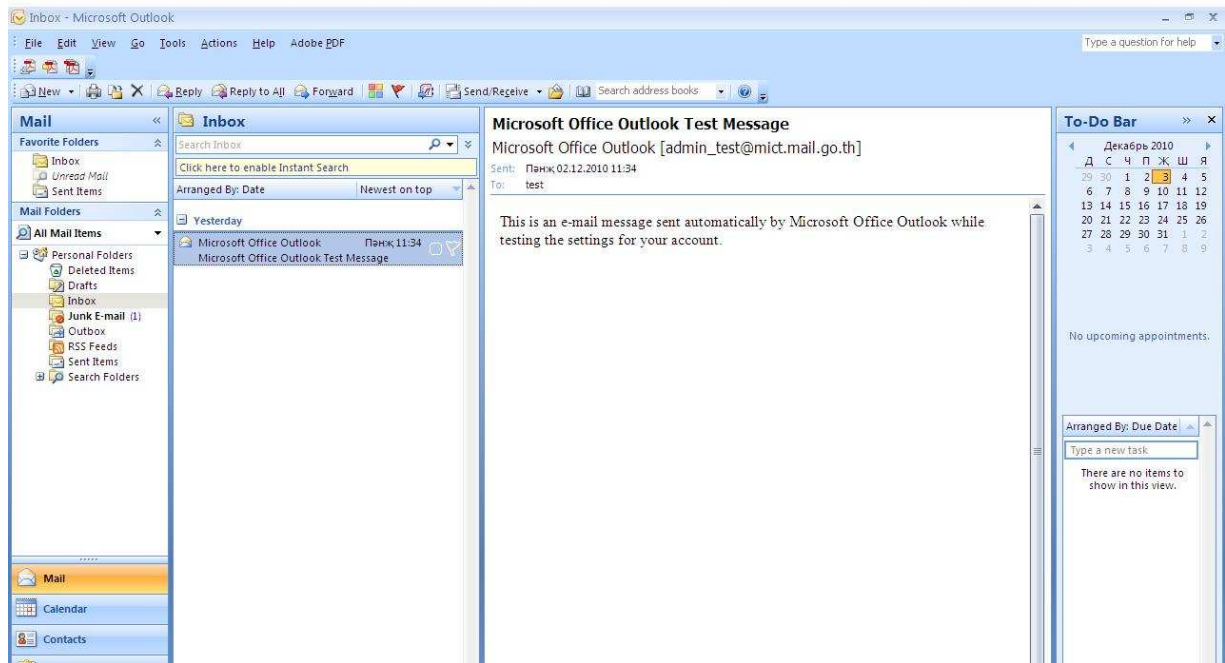 Inbox - Microsoft Outlook
File Edit View Go Tools Actions Help Adobe PDF
Type a question for help
New Reply Reply to All Forward Send/Receive Search address books
Mail
Favorite Folders
Inbox
Unread Mail
Sent Items
Mail Folders
All Mail Items
Personal Folders
Deleted Items
Drafts
Inbox
Junk E-mail (1)
Outbox
RSS Feeds
Sent Items
Search Folders
Mail
Calendar
Contacts
Inbox
Search Inbox
Click here to enable Instant Search
Arranged By: Date Newest on top
Yesterday
Microsoft Office Outlook Пәнж 11:34
Microsoft Office Outlook Test Message
Microsoft Office Outlook Test Message
Microsoft Office Outlook [admin_test@mict.mail.go.th]
Sent: Пәнж 02.12.2010 11:34
To: test
This is an e-mail message sent automatically by Microsoft Office Outlook while
testing the settings for your account.
To-Do Bar
Декабрь 2010
Д С Ч П Ж Ш Я
29 30 1 2 3 4 5
6 7 8 9 10 11 12
13 14 15 16 17 18 19
20 21 22 23 24 25 26
27 28 29 30 31 1 2
3 4 5 6 7 8 9
No upcoming appointments.
Arranged By: Due Date
Type a new task
There are no items to
show in this view.